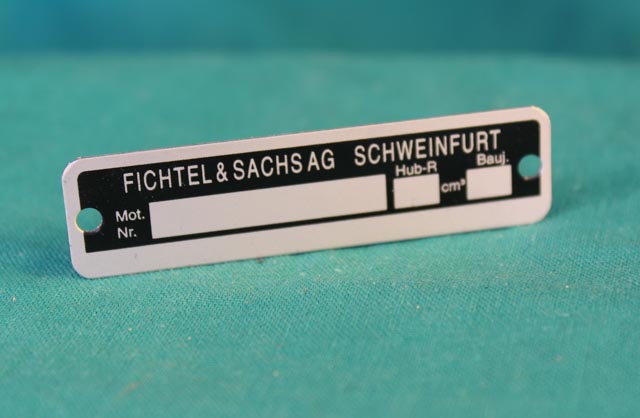 FICHTEL & SACHS AG SCHWEINFURT
Mot. Nr. Hub-R cm³ Bauj.